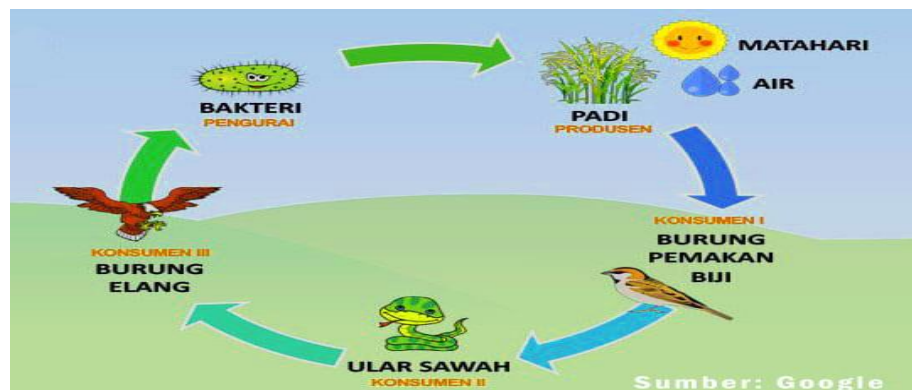 MATAHARI
AIR
PADI
PRODUSEN
BAKTERI
PENGURAI
KONSUMEN I
BURUNG
PEMAKAN
BIJI
KONSUMEN III
BURUNG
ELANG
ULAR SAWAH
KONSUMEN II
Sumber: Google